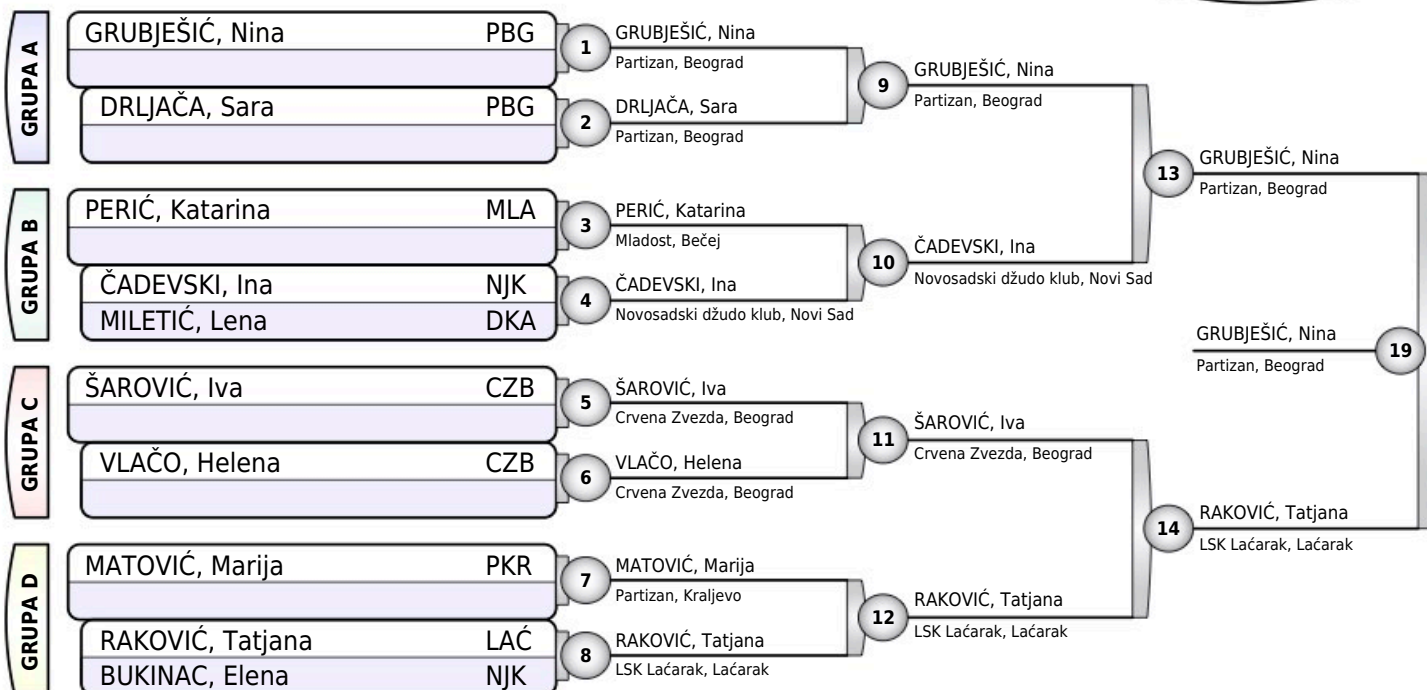 GRUPA A
GRUBJEŠIĆ, Nina PBG
DRLJAČA, Sara PBG
1
GRUBJEŠIĆ, Nina
Partizan, Beograd
2
DRLJAČA, Sara
Partizan, Beograd
9
GRUBJEŠIĆ, Nina
Partizan, Beograd
GRUPA B
PERIĆ, Katarina MLA
ČADEVSKI, Ina NJK
MILETIĆ, Lena DKA
3
PERIĆ, Katarina
Mladost, Bečej
4
ČADEVSKI, Ina
Novosadski džudo klub, Novi Sad
10
ČADEVSKI, Ina
Novosadski džudo klub, Novi Sad
13
GRUBJEŠIĆ, Nina
Partizan, Beograd
GRUPA C
ŠAROVIĆ, Iva CZB
VLAČO, Helena CZB
5
ŠAROVIĆ, Iva
Crvena Zvezda, Beograd
6
VLAČO, Helena
Crvena Zvezda, Beograd
11
ŠAROVIĆ, Iva
Crvena Zvezda, Beograd
GRUPA D
MATOVIĆ, Marija PKR
RAKOVIĆ, Tatjana LAĆ
BUKINAC, Elena NJK
7
MATOVIĆ, Marija
Partizan, Kraljevo
8
RAKOVIĆ, Tatjana
LSK Laćarak, Laćarak
12
RAKOVIĆ, Tatjana
LSK Laćarak, Laćarak
14
RAKOVIĆ, Tatjana
LSK Laćarak, Laćarak
GRUBJEŠIĆ, Nina
Partizan, Beograd
19